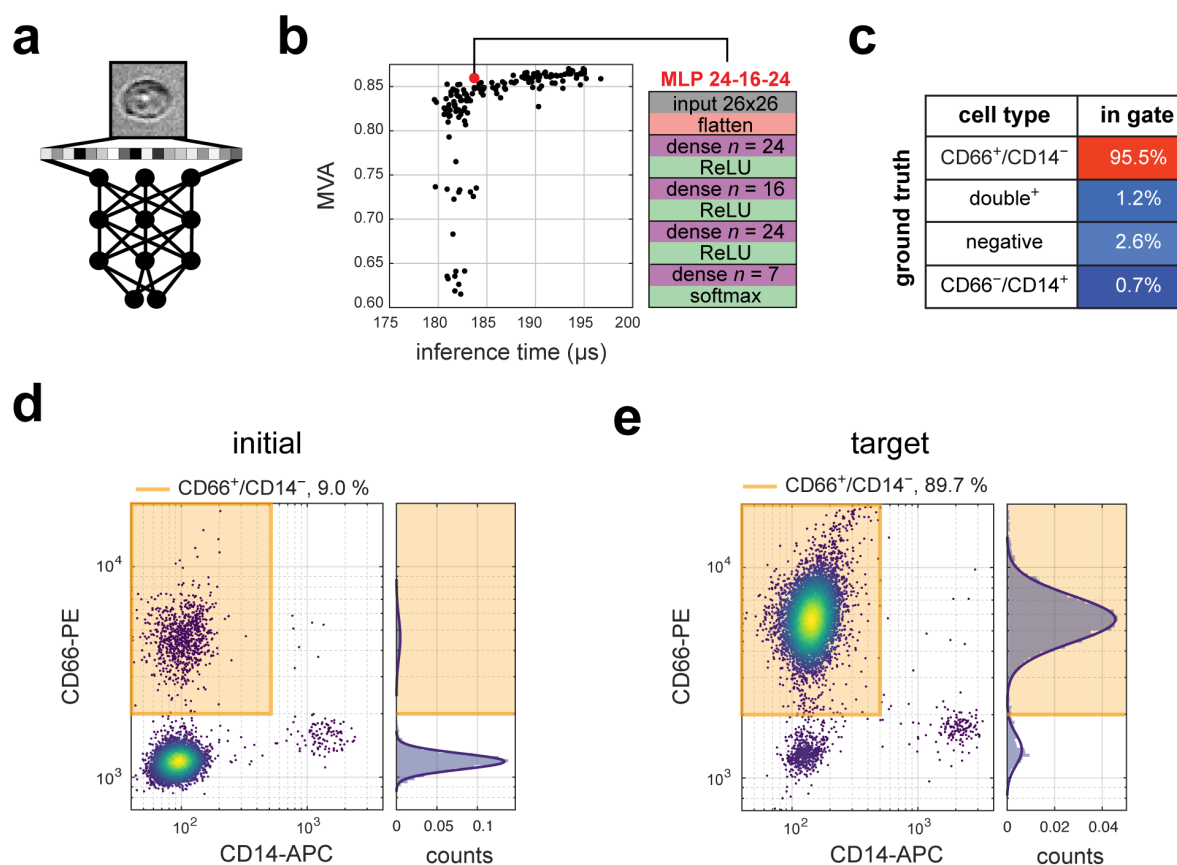 a
b
MVA
0.85
0.80
0.75
0.70
0.65
0.60
175
180
185
190
195
200
inference time (µs)
MLP 24-16-24
input 26x26
flatten
dense n = 24
ReLU
dense n = 16
ReLU
dense n = 24
ReLU
dense n = 7
softmax
c
ground truth
cell type in gate
CD66⁺/CD14⁻ 95.5%
double⁺ 1.2%
negative 2.6%
CD66⁻/CD14⁺ 0.7%
d
initial
CD66⁺/CD14⁻, 9.0 %
CD66-PE
10⁴
10³
10² 10³
CD14-APC
0 0.05 0.1
counts
e
target
CD66⁺/CD14⁻, 89.7 %
CD66-PE
10⁴
10³
10² 10³
CD14-APC
0 0.02 0.04
counts